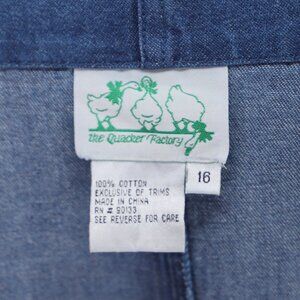 the Quacker Factory
16
100% COTTON
EXCLUSIVE OF TRIMS
MADE IN CHINA
RN # 90133
SEE REVERSE FOR CARE